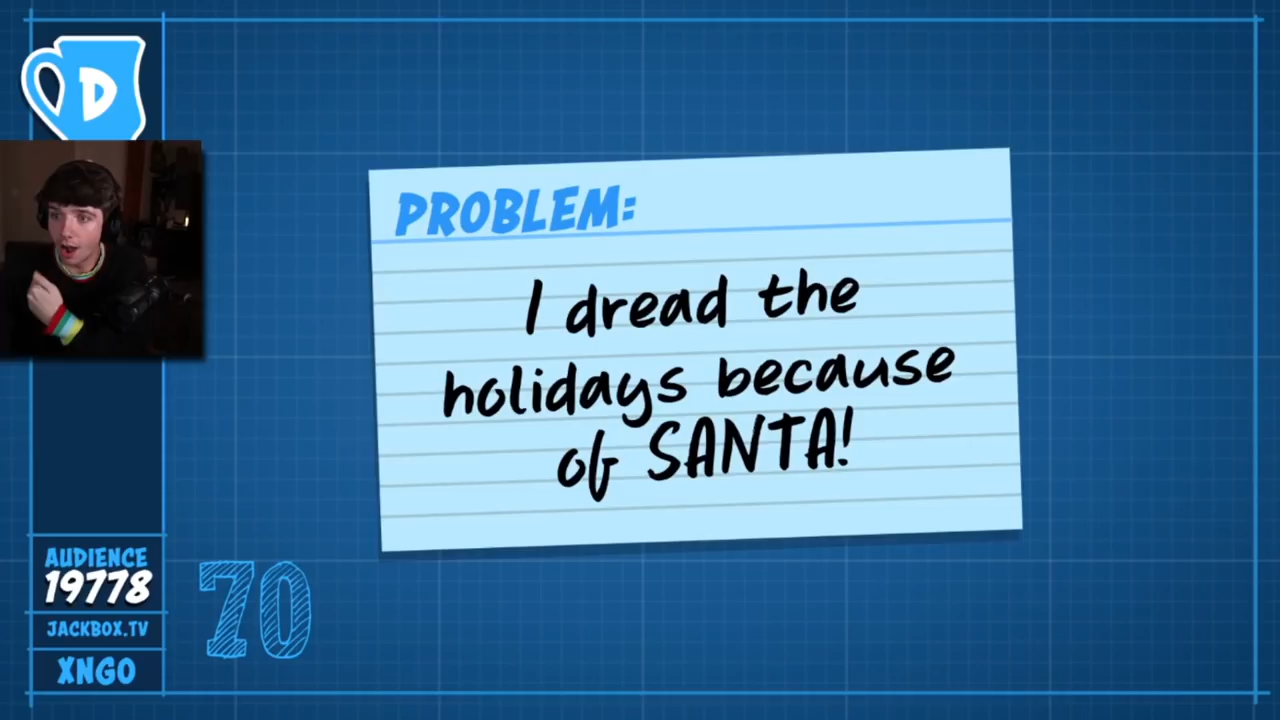 D
PROBLEM:
I dread the
holidays because
of SANTA!
AUDIENCE
19778
JACKBOX.TV
XNGO
70